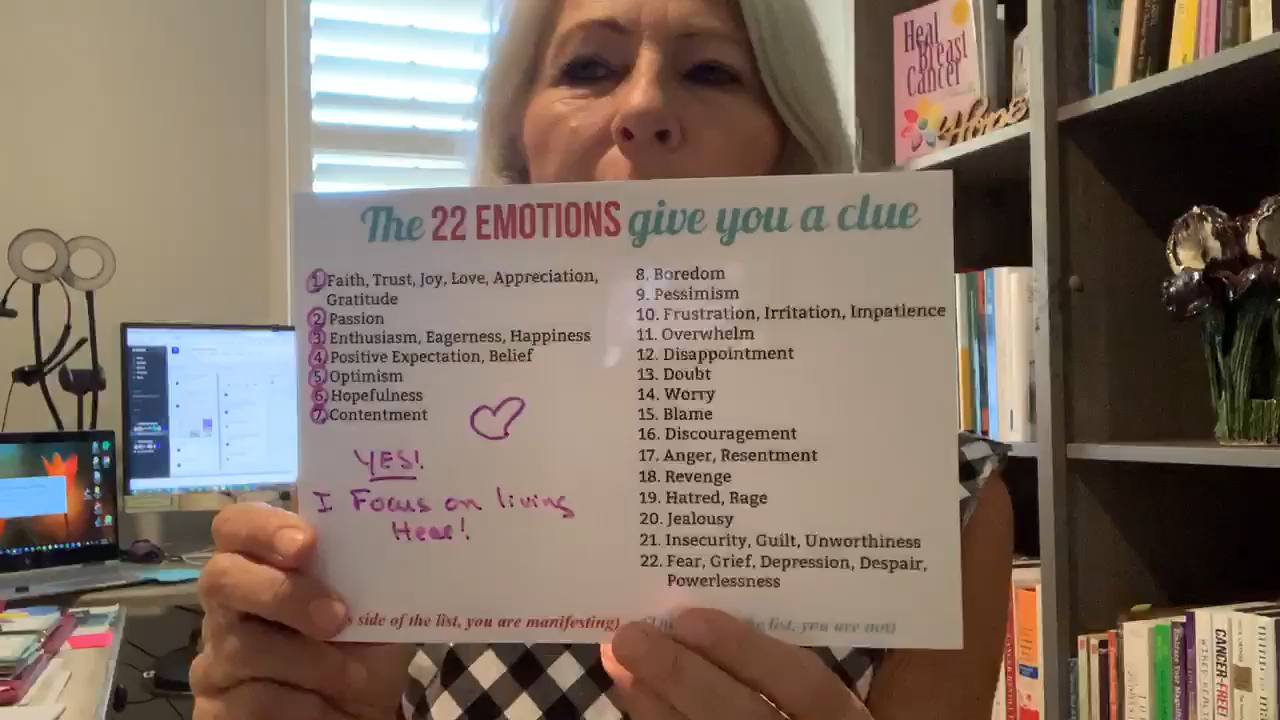 Heal
Breast
Cancer
Hope
The 22 EMOTIONS give you a clue
1. Faith, Trust, Joy, Love, Appreciation,
Gratitude
2. Passion
3. Enthusiasm, Eagerness, Happiness
4. Positive Expectation, Belief
5. Optimism
6. Hopefulness
7. Contentment
YES!
I Focus on living
Here!
8. Boredom
9. Pessimism
10. Frustration, Irritation, Impatience
11. Overwhelm
12. Disappointment
13. Doubt
14. Worry
15. Blame
16. Discouragement
17. Anger, Resentment
18. Revenge
19. Hatred, Rage
20. Jealousy
21. Insecurity, Guilt, Unworthiness
22. Fear, Grief, Depression, Despair,
Powerlessness
side of the list, you are manifesting)
the list, you are not)
CANCER-FREE!